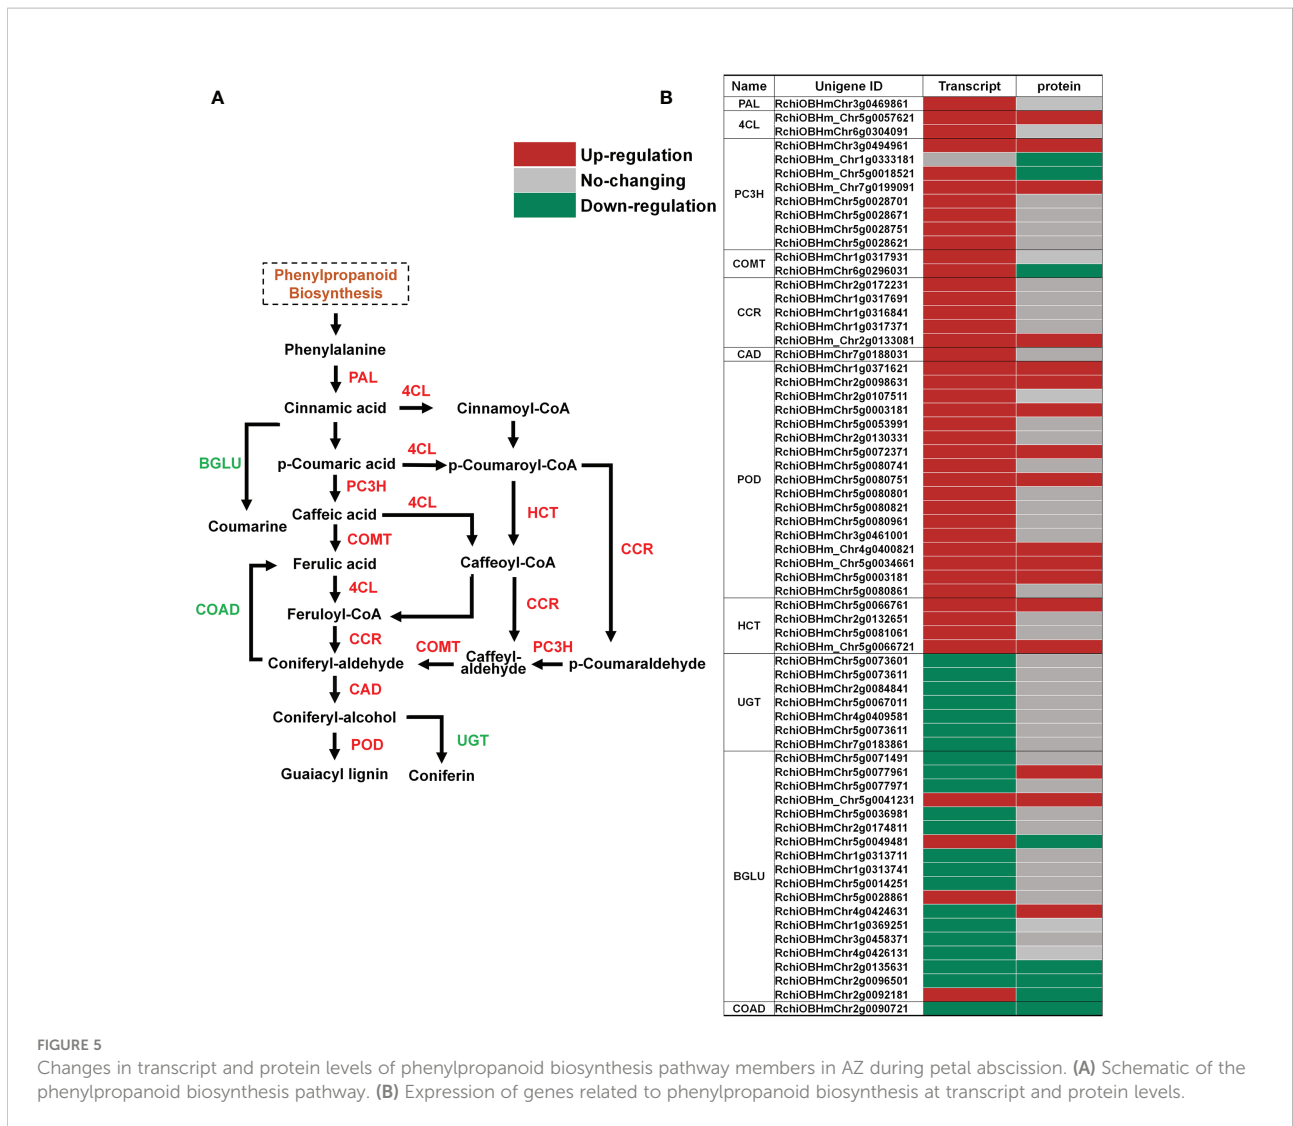 A
Phenylpropanoid
Biosynthesis
Phenylalanine
PAL
4CL
Cinnamic acid
Cinnamoyl-CoA
BGLU
4CL
p-Coumaric acid
p-Coumaroyl-CoA
PC3H
4CL
Coumarine
Caffeic acid
HCT
COMT
CCR
Ferulic acid
Caffeoyl-CoA
4CL
COAD
Feruloyl-CoA
CCR
CCR
COMT
PC3H
Coniferyl-aldehyde
Caffeyl-
aldehyde
p-Coumaraldehyde
CAD
Coniferyl-alcohol
POD
UGT
Guaiacyl lignin
Coniferin
B
Up-regulation
No-changing
Down-regulation
Name Unigene ID Transcript protein
PAL RchiOBHmChr3g0469861
4CL RchiOBHm_Chr5g0057621
RchiOBHmChr6g0304091
PC3H RchiOBHmChr3g0494961
RchiOBHm_Chr1g0333181
RchiOBHm_Chr5g0018521
RchiOBHm_Chr7g0199091
RchiOBHmChr5g0028701
RchiOBHmChr5g0028671
RchiOBHmChr5g0028751
RchiOBHmChr5g0028621
COMT RchiOBHmChr1g0317931
RchiOBHmChr6g0296031
CCR RchiOBHmChr2g0172231
RchiOBHmChr1g0317691
RchiOBHmChr1g0316841
RchiOBHmChr1g0317371
RchiOBHm_Chr2g0133081
CAD RchiOBHmChr7g0188031
POD RchiOBHmChr1g0371621
RchiOBHmChr2g0098631
RchiOBHmChr2g0107511
RchiOBHmChr5g0003181
RchiOBHmChr5g0053991
RchiOBHmChr2g0130331
RchiOBHmChr5g0072371
RchiOBHmChr5g0080741
RchiOBHmChr5g0080751
RchiOBHmChr5g0080801
RchiOBHmChr5g0080821
RchiOBHmChr5g0080961
RchiOBHmChr3g0461001
RchiOBHm_Chr4g0400821
RchiOBHm_Chr5g0034661
RchiOBHmChr5g0003181
RchiOBHmChr5g0080861
HCT RchiOBHmChr5g0066761
RchiOBHmChr2g0132651
RchiOBHmChr5g0081061
RchiOBHm_Chr5g0066721
UGT RchiOBHmChr5g0073601
RchiOBHmChr5g0073611
RchiOBHmChr2g0084841
RchiOBHmChr5g0067011
RchiOBHmChr4g0409581
RchiOBHmChr5g0073611
RchiOBHmChr7g0183861
BGLU RchiOBHmChr5g0071491
RchiOBHmChr5g0077961
RchiOBHmChr5g0077971
RchiOBHm_Chr5g0041231
RchiOBHmChr5g0036981
RchiOBHmChr2g0174811
RchiOBHmChr5g0049481
RchiOBHmChr1g0313711
RchiOBHmChr1g0313741
RchiOBHmChr5g0014251
RchiOBHmChr5g0028861
RchiOBHmChr4g0424631
RchiOBHmChr1g0369251
RchiOBHmChr3g0458371
RchiOBHmChr4g0426131
RchiOBHmChr2g0135631
RchiOBHmChr2g0096501
RchiOBHmChr2g0092181
COAD RchiOBHmChr2g0090721
FIGURE 5
Changes in transcript and protein levels of phenylpropanoid biosynthesis pathway members in AZ during petal abscission. (A) Schematic of the
phenylpropanoid biosynthesis pathway. (B) Expression of genes related to phenylpropanoid biosynthesis at transcript and protein levels.